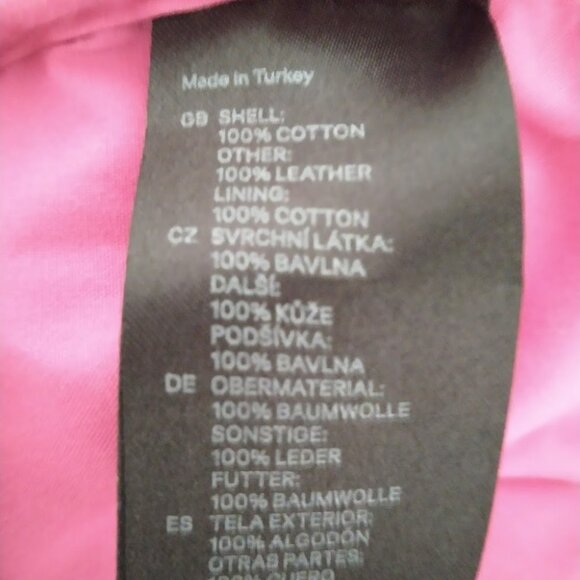 Made in Turkey
GB SHELL:
100% COTTON
OTHER:
100% LEATHER
LINING:
100% COTTON
CZ SVRCHNÍ LÁTKA:
100% BAVLNA
DALŠÍ:
100% KŮŽE
PODŠÍVKA:
100% BAVLNA
DE OBERMATERIAL:
100% BAUMWOLLE
SONSTIGE:
100% LEDER
FUTTER:
100% BAUMWOLLE
ES TELA EXTERIOR:
100% ALGODÓN
OTRAS PARTES:
100% CUERO